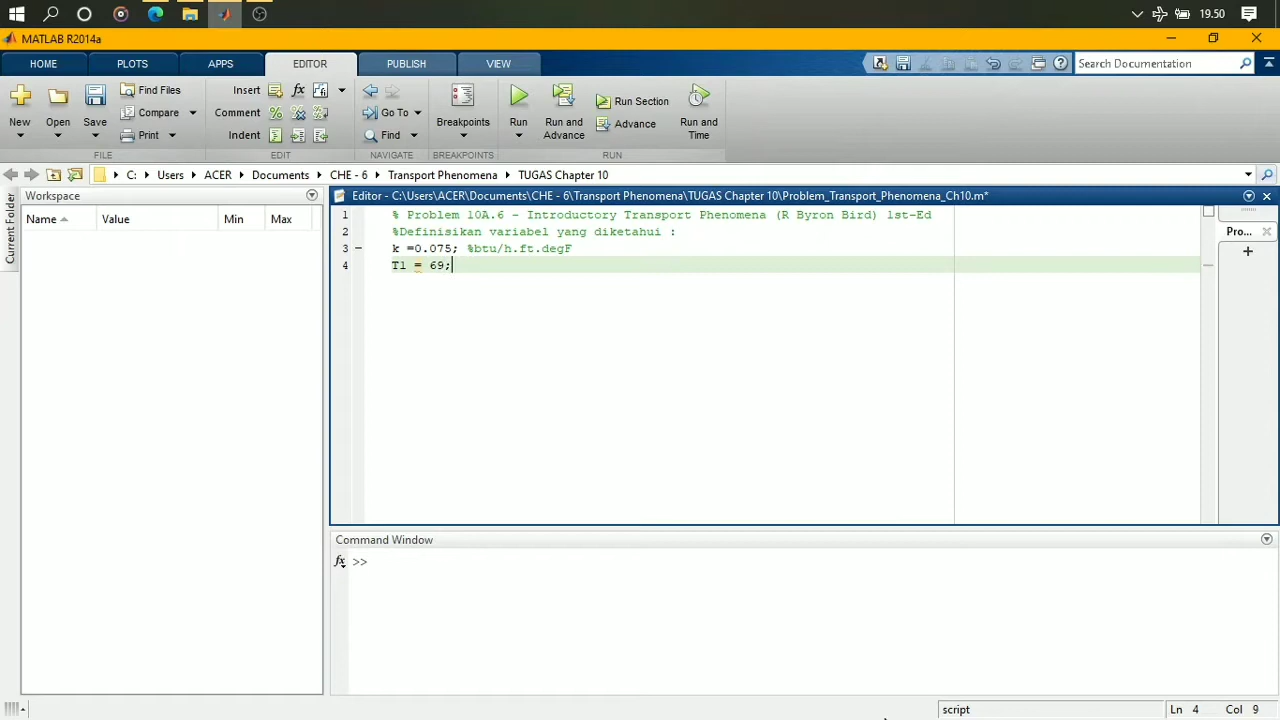 19.50
MATLAB R2014a
HOME PLOTS APPS EDITOR PUBLISH VIEW Search Documentation
New Open Save Find Files Compare Print
Insert fx Comment Indent
Go To Find
Breakpoints
Run Run and Advance Run Section Advance Run and Time
FILE EDIT NAVIGATE BREAKPOINTS RUN
C: Users ACER Documents CHE - 6 Transport Phenomena TUGAS Chapter 10
Current Folder
Workspace
Name Value Min Max
Editor - C:\Users\ACER\Documents\CHE - 6\Transport Phenomena\TUGAS Chapter 10\Problem_Transport_Phenomena_Ch10.m*
Pro...
1 % Problem 10A.6 - Introductory Transport Phenomena (R Byron Bird) 1st-Ed
2 %Definisikan variabel yang diketahui :
3 k =0.075; %btu/h.ft.degF
4 T1 = 69;
Command Window
fx >>
script Ln 4 Col 9